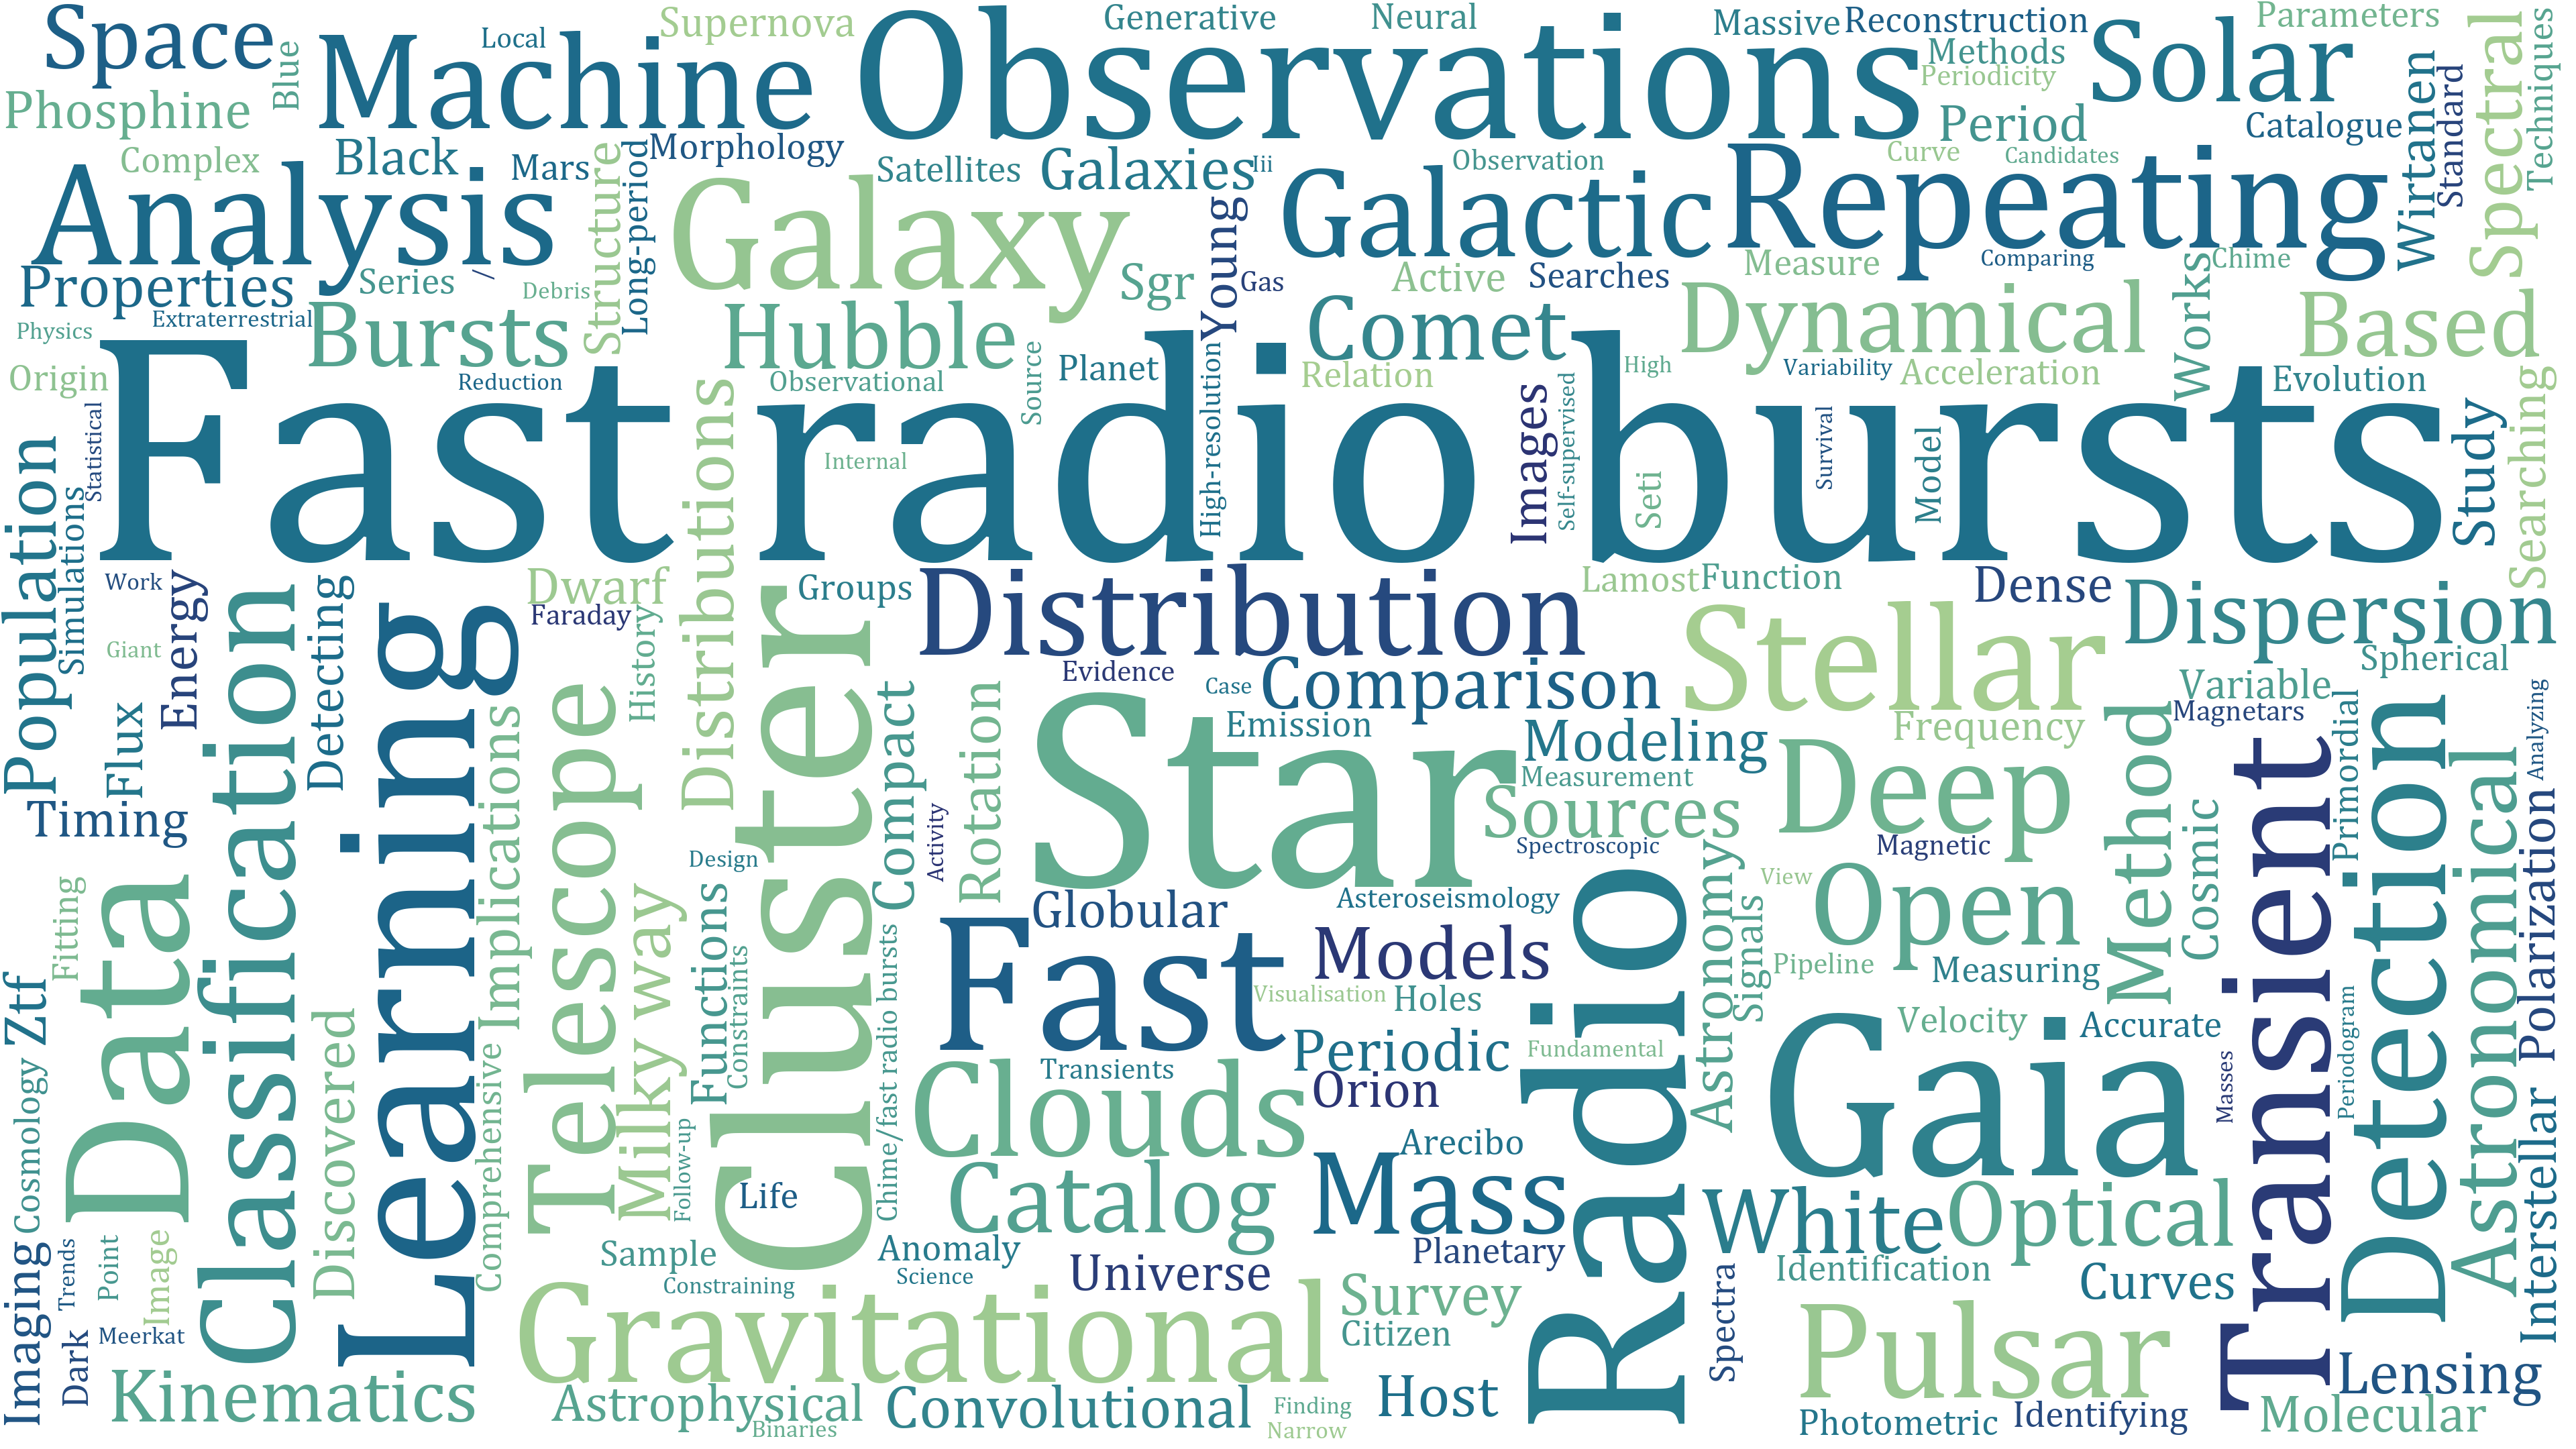 Space
Blue
Machine
Local
Supernova
Observations
Generative
Neural
Massive
Reconstruction
Methods
Periodicity
Solar
Parameters
Spectral
Techniques
Phosphine
Complex
Black
Mars
Structure
Long-period
Morphology
Satellites
Galaxies
Iii
Observation
Period
Curve
Candidates
Catalogue
Wirtanen
Standard
Analysis
Galaxy
Young
Galactic
Repeating
Properties
Series
/
Debris
Sgr
Gas
Active
Searches
Measure
Comparing
Works
Chime
Physics
Extraterrestrial
Bursts
Hubble
Comet
Dynamical
Based
Origin
Reduction
Observational
Source
Planet
Relation
High
Variability
Acceleration
Evolution
Fast radio bursts
Statistical
Distributions
Internal
High-resolution
Images
Self-supervised
Seti
Survival
Model
Study
Searching
Population
Simulations
Work
Energy
Giant
Detecting
Dwarf
Faraday
History
Groups
Distribution
Lamost
Function
Dense
Dispersion
Evidence
Case
Comparison
Stellar
Spherical
Flux
Timing
Classification
Learning
Implications
Telescope
Cluster
Compact
Rotation
Star
Emission
Modeling
Measurement
Sources
Spectroscopic
Frequency
Deep
Magnetic
Method
Variable
Magnetars
Primordial
Analyzing
Fitting
Data
Design
Activity
Asteroseismology
View
Open
Cosmic
Transient
Detection
Astronomical
Polarization
Ztf
Discovered
Comprehensive
Milky way
Functions
Constraints
Globular
Fast
Models
Visualisation
Holes
Radio
Astronomy
Signals
Pipeline
Measuring
Cosmology
Follow-up
Chime/fast radio bursts
Clouds
Transients
Periodic
Orion
Fundamental
Velocity
Accurate
Gaia
Masses
Periodogram
Interstellar
Life
Catalog
Arecibo
Mass
Planetary
White
Optical
Imaging
Trends
Point
Image
Sample
Constraining
Anomaly
Science
Universe
Survey
Citizen
Spectra
Identification
Curves
Dark
Meerkat
Gravitational
Pulsar
Lensing
Kinematics
Astrophysical
Binaries
Convolutional
Finding
Narrow
Host
Photometric
Identifying
Molecular